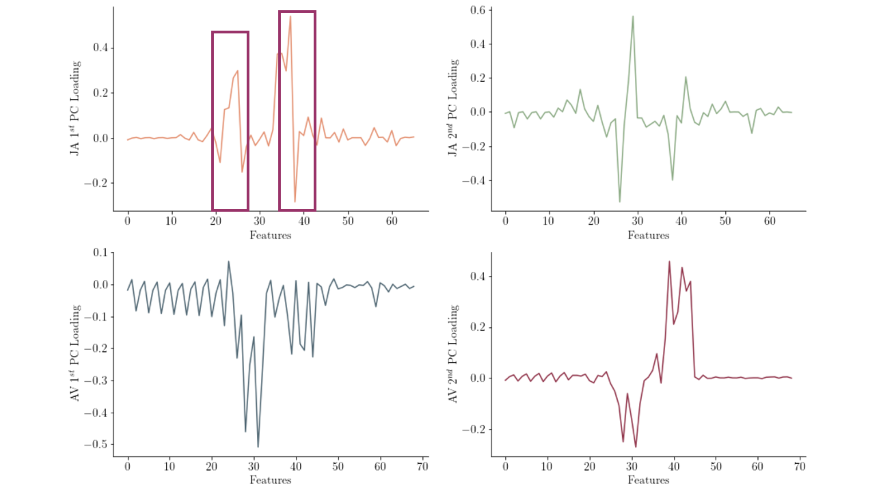 JA 1st PC Loading
0.4
0.2
0.0
−0.2
0 10 20 30 40 50 60
Features
JA 2nd PC Loading
0.6
0.4
0.2
0.0
−0.2
−0.4
0 10 20 30 40 50 60
Features
AV 1st PC Loading
0.1
0.0
−0.1
−0.2
−0.3
−0.4
−0.5
0 10 20 30 40 50 60 70
Features
AV 2nd PC Loading
0.4
0.2
0.0
−0.2
0 10 20 30 40 50 60 70
Features